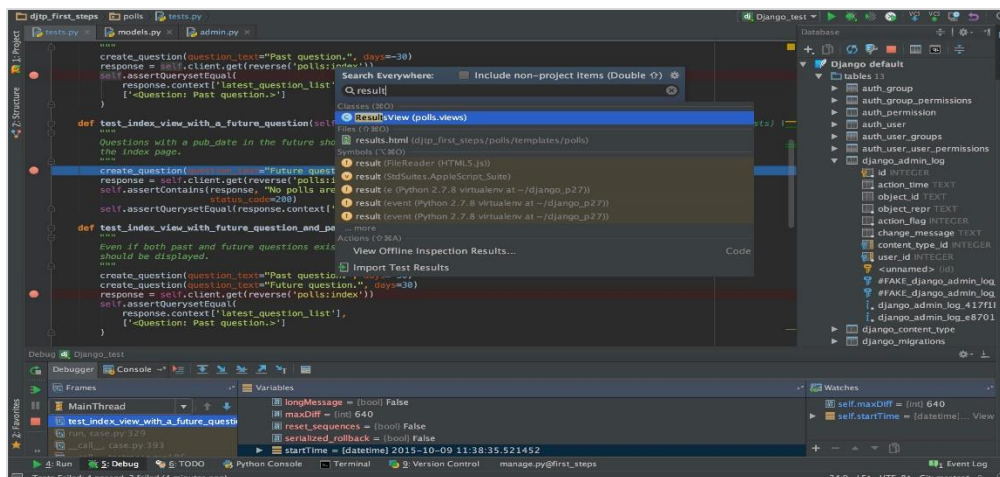 djtp_first_steps polls tests.py
Django_test
tests.py models.py admin.py
Database
1: Project
2: Structure
2: Favorites
"""
create_question(question_text="Past question.", days=-30)
response = self.client.get(reverse('polls:index'))
self.assertQuerysetEqual(
response.context['latest_question_list'
['<Question: Past question.>']
)
def test_index_view_with_a_future_question(self
"""
Questions with a pub_date in the future sho
the index page.
"""
create_question(question_text="Future quest
response = self.client.get(reverse('polls:i
self.assertContains(response, "No polls are
status_code=200)
self.assertQuerysetEqual(response.context['
def test_index_view_with_future_question_and_pa
"""
Even if both past and future questions exis
should be displayed.
"""
create_question(question_text="Past question.", days=-30)
create_question(question_text="Future question.", days=30)
response = self.client.get(reverse('polls:index'))
self.assertQuerysetEqual(
response.context['latest_question_list'],
['<Question: Past question.>']
)
Search Everywhere: Include non-project items (Double ⇧)
result
Classes (⌘O)
ResultsView (polls.views)
Files (⇧⌘O)
results.html (djtp_first_steps/polls/templates/polls)
Symbols (⌥⌘O)
result (FileReader (HTML5.js))
result (StdSuites.AppleScript_Suite)
result (e (Python 2.7.8 virtualenv at ~/django_p27))
result (event (Python 2.7.8 virtualenv at ~/django_p27))
result (event (Python 2.7.8 virtualenv at ~/django_p27))
... more
Actions (⇧⌘A)
View Offline Inspection Results... Code
Import Test Results
Django default
tables 13
auth_group
auth_group_permissions
auth_permission
auth_user
auth_user_groups
auth_user_user_permissions
django_admin_log
id INTEGER
action_time TEXT
object_id TEXT
object_repr TEXT
action_flag INTEGER
change_message TEXT
content_type_id INTEGER
user_id INTEGER
<unnamed> (id)
#FAKE_django_admin_log
#FAKE_django_admin_log
django_admin_log_417f1
django_admin_log_e8701
django_content_type
django_migrations
Debug Django_test
Debugger Console
Frames
MainThread
test_index_view_with_a_future_questi
run, case.py:329
__call__, case.py:393
Variables
longMessage = {bool} False
maxDiff = {int} 640
reset_sequences = {bool} False
serialized_rollback = {bool} False
startTime = {datetime} 2015-10-09 11:38:35.521452
Watches
self.maxDiff = {int} 640
self.startTime = {datetime}... View
4: Run 5: Debug 6: TODO Python Console Terminal 9: Version Control manage.py@first_steps Event Log